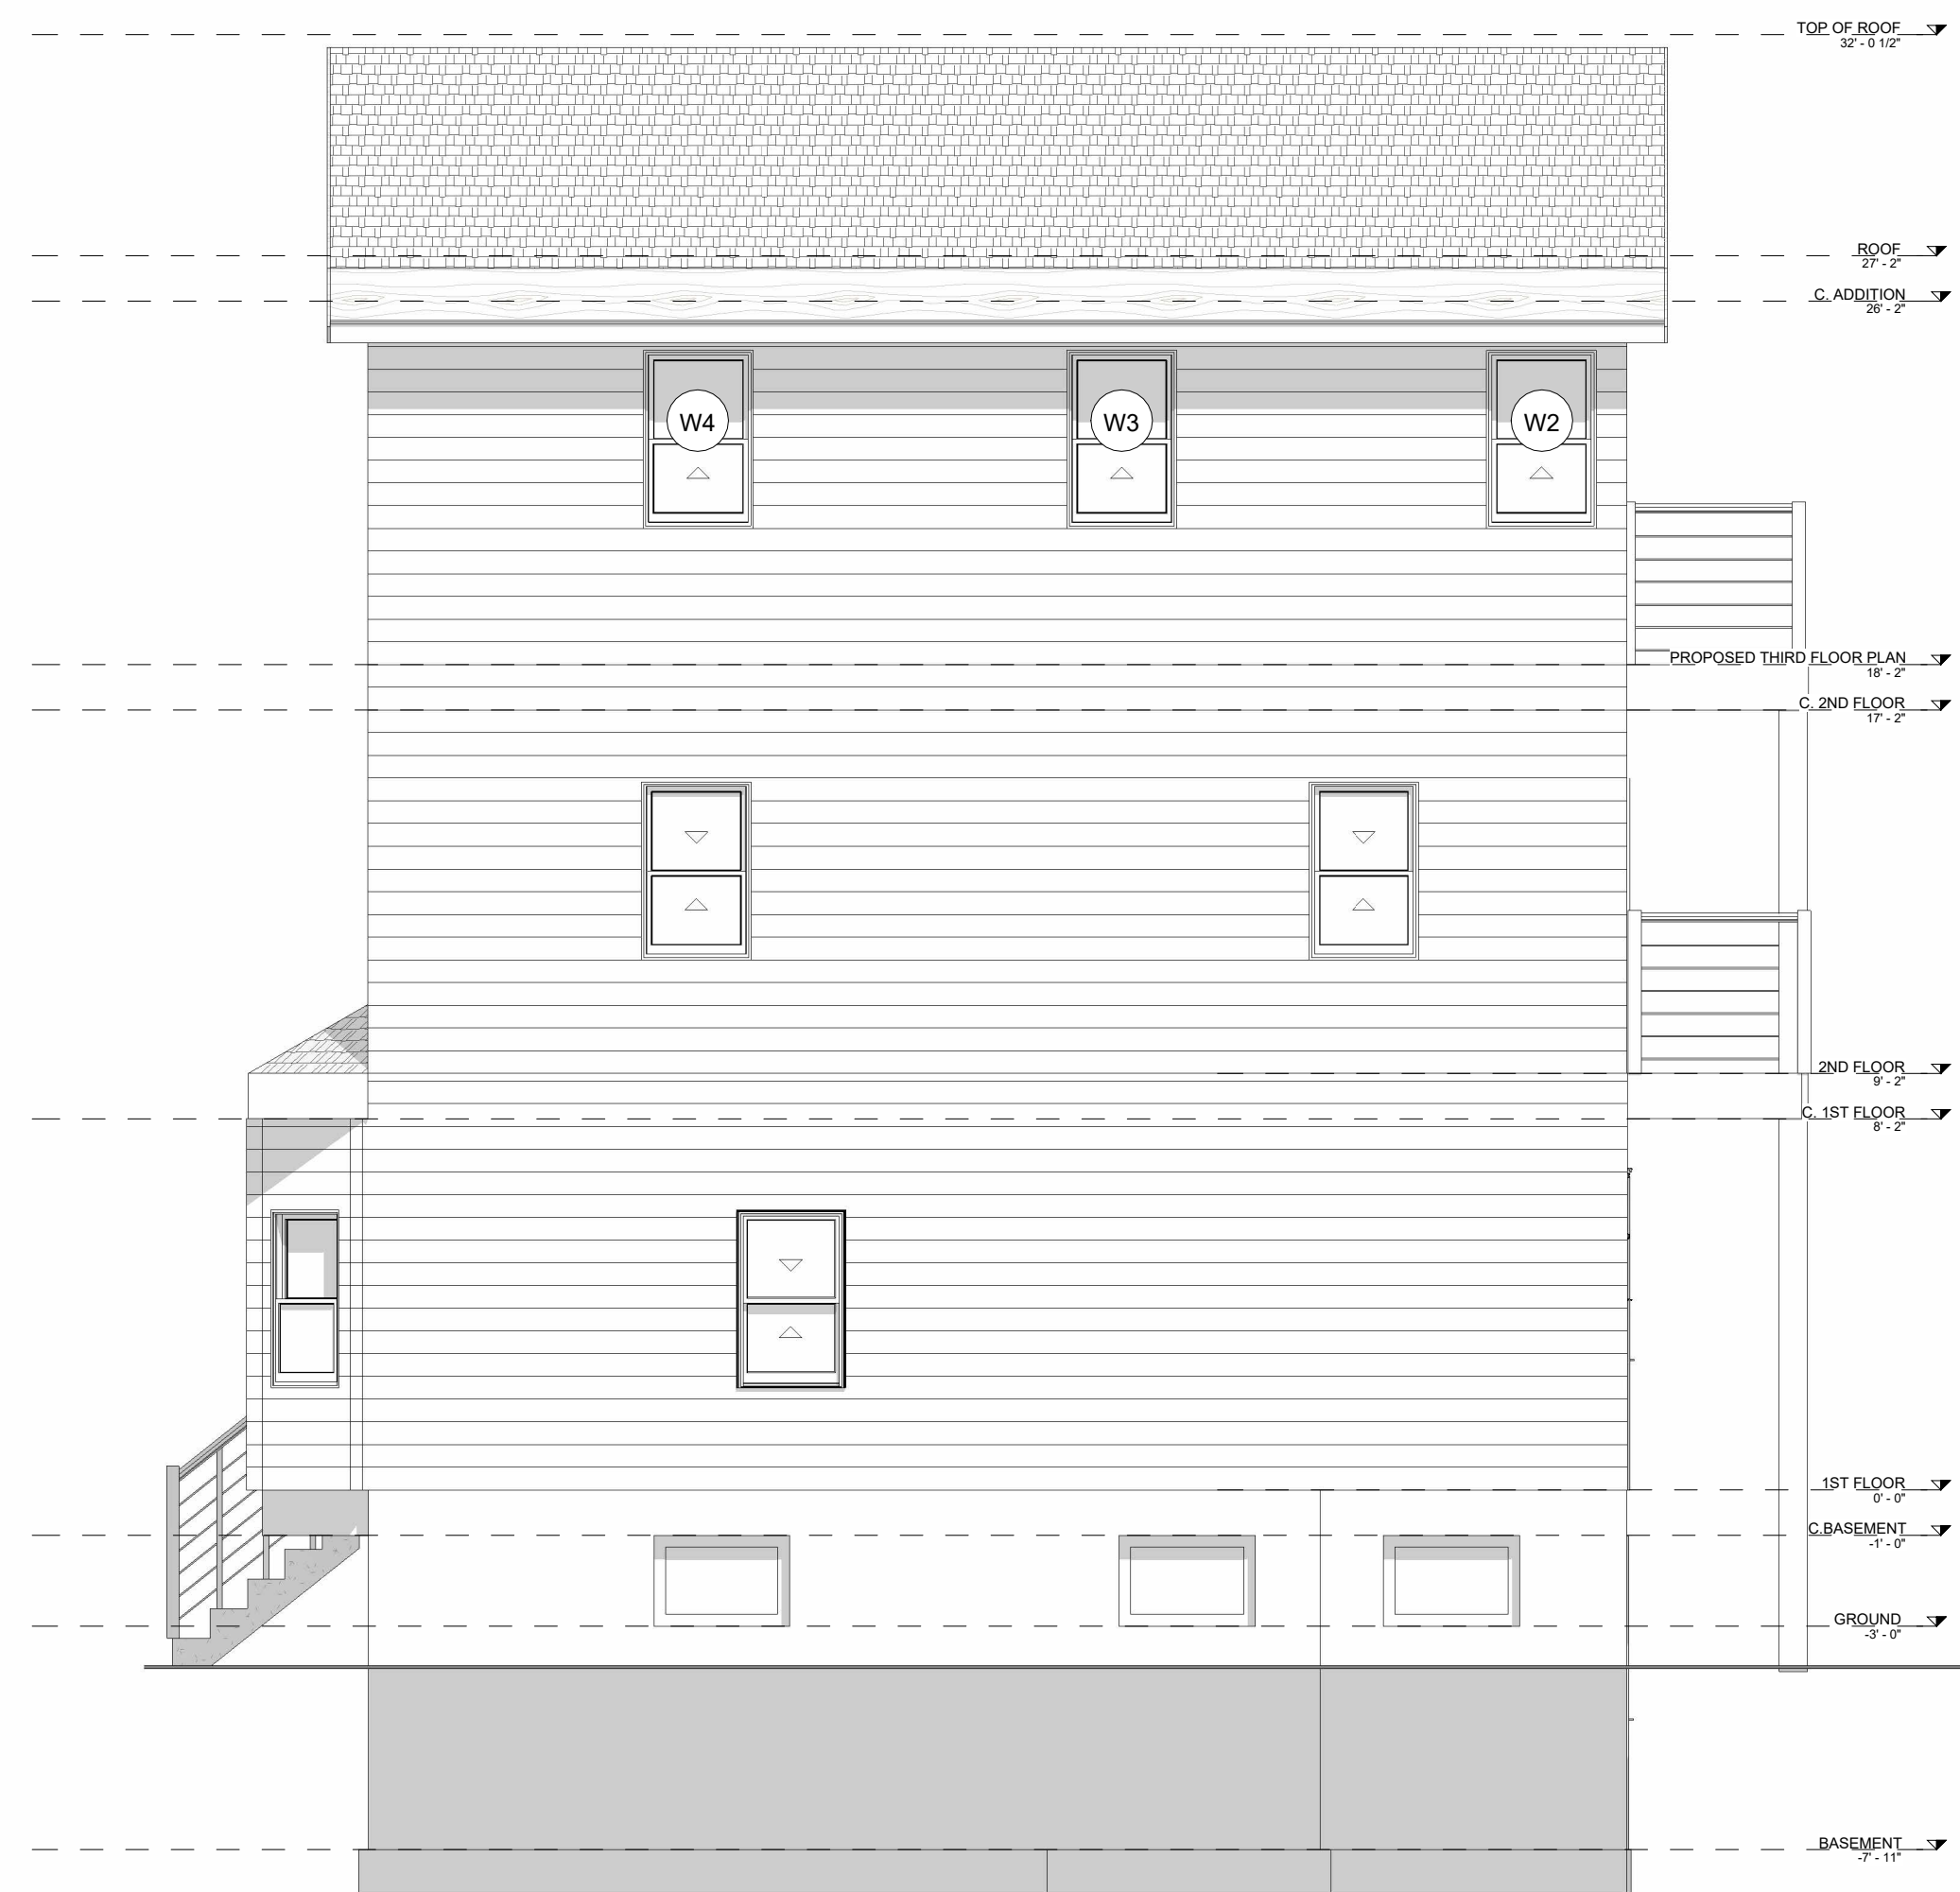 TOP OF ROOF
32' - 0 1/2"
ROOF
27' - 2"
C. ADDITION
26' - 2"
W4 W3 W2
PROPOSED THIRD FLOOR PLAN
18' - 2"
C. 2ND FLOOR
17' - 2"
2ND FLOOR
9' - 2"
C. 1ST FLOOR
8' - 2"
1ST FLOOR
0' - 0"
C.BASEMENT
-1' - 0"
GROUND
-3' - 0"
BASEMENT
-7' - 11"